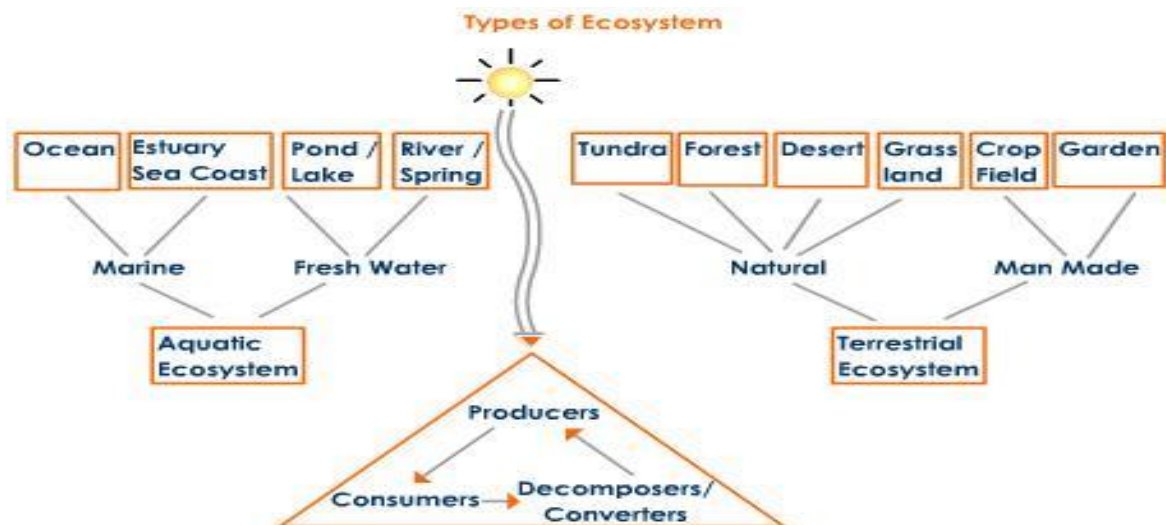 Types of Ecosystem
Ocean
Estuary
Sea Coast
Pond /
Lake
River /
Spring
Tundra
Forest
Desert
Grass
land
Crop
Field
Garden
Marine
Fresh Water
Natural
Man Made
Aquatic
Ecosystem
Terrestrial
Ecosystem
Producers
Consumers
Decomposers/
Converters